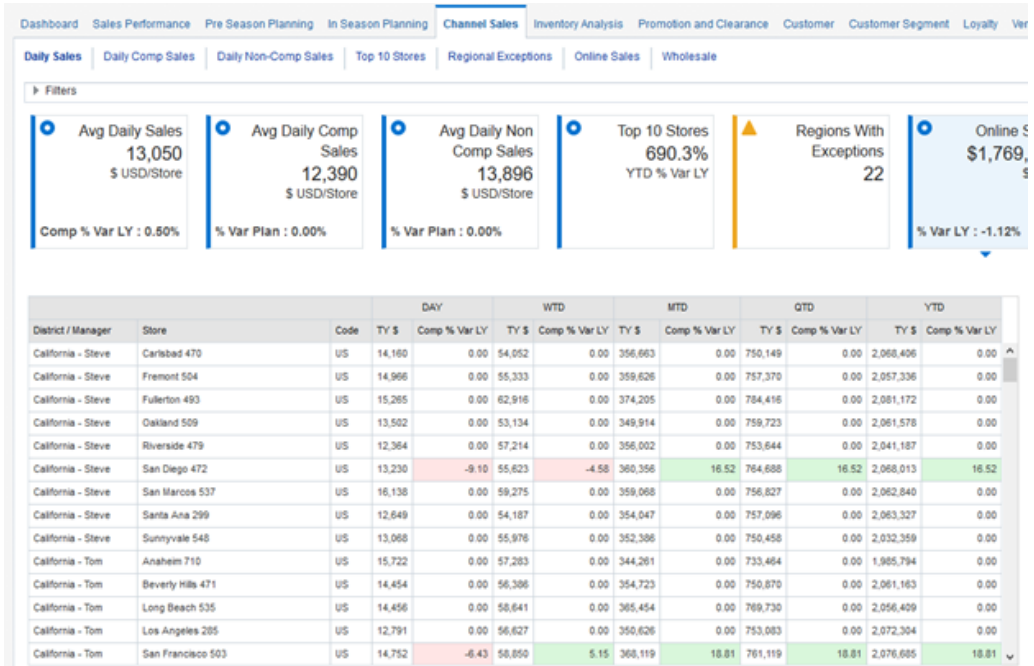 Dashboard Sales Performance Pre Season Planning In Season Planning Channel Sales Inventory Analysis Promotion and Clearance Customer Customer Segment Loyalty Ver
Daily Sales Daily Comp Sales Daily Non-Comp Sales Top 10 Stores Regional Exceptions Online Sales Wholesale
Filters
Avg Daily Sales
13,050
$ USD/Store
Comp % Var LY : 0.50%
Avg Daily Comp
Sales
12,390
$ USD/Store
% Var Plan : 0.00%
Avg Daily Non
Comp Sales
13,896
$ USD/Store
% Var Plan : 0.00%
Top 10 Stores
690.3%
YTD % Var LY
Regions With
Exceptions
22
Online S
$1,769,
$
% Var LY : -1.12%
DAY WTD MTD QTD YTD
District / Manager Store Code TY $ Comp % Var LY TY $ Comp % Var LY TY $ Comp % Var LY TY $ Comp % Var LY TY $ Comp % Var LY
California - Steve Carlsbad 470 US 14,160 0.00 54,052 0.00 356,663 0.00 750,149 0.00 2,068,406 0.00
California - Steve Fremont 504 US 14,966 0.00 55,333 0.00 359,626 0.00 757,370 0.00 2,057,336 0.00
California - Steve Fullerton 493 US 15,265 0.00 62,916 0.00 374,205 0.00 784,416 0.00 2,081,172 0.00
California - Steve Oakland 509 US 13,502 0.00 53,134 0.00 349,914 0.00 759,723 0.00 2,061,578 0.00
California - Steve Riverside 479 US 12,364 0.00 57,214 0.00 356,002 0.00 753,644 0.00 2,041,187 0.00
California - Steve San Diego 472 US 13,230 -9.10 55,623 -4.58 360,356 16.52 764,688 16.52 2,068,013 16.52
California - Steve San Marcos 537 US 16,138 0.00 59,275 0.00 359,068 0.00 756,827 0.00 2,062,840 0.00
California - Steve Santa Ana 299 US 12,649 0.00 54,187 0.00 354,047 0.00 757,096 0.00 2,063,327 0.00
California - Steve Sunnyvale 548 US 13,068 0.00 55,976 0.00 352,386 0.00 750,458 0.00 2,032,359 0.00
California - Tom Anaheim 710 US 15,722 0.00 57,283 0.00 344,261 0.00 733,464 0.00 1,985,794 0.00
California - Tom Beverly Hills 471 US 14,454 0.00 56,386 0.00 354,723 0.00 750,870 0.00 2,061,163 0.00
California - Tom Long Beach 535 US 14,456 0.00 58,641 0.00 365,454 0.00 769,730 0.00 2,056,409 0.00
California - Tom Los Angeles 285 US 12,791 0.00 56,627 0.00 350,626 0.00 753,083 0.00 2,072,304 0.00
California - Tom San Francisco 503 US 14,752 -6.43 58,850 5.15 368,119 18.81 761,119 18.81 2,076,685 18.81